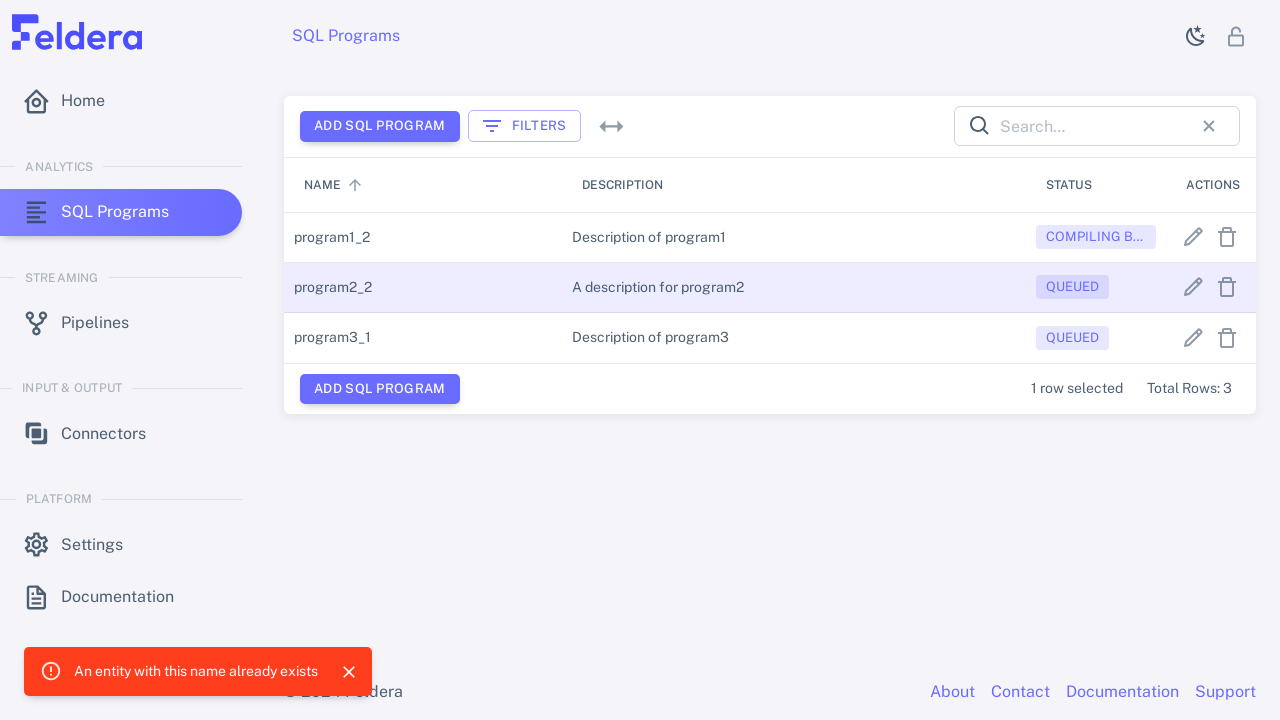 Feldera
SQL Programs
Home
ANALYTICS
SQL Programs
STREAMING
Pipelines
INPUT & OUTPUT
Connectors
PLATFORM
Settings
Documentation
ADD SQL PROGRAM
FILTERS
Search...
NAME DESCRIPTION STATUS ACTIONS
program1_2 Description of program1 COMPILING B...
program2_2 A description for program2 QUEUED
program3_1 Description of program3 QUEUED
ADD SQL PROGRAM 1 row selected Total Rows: 3
An entity with this name already exists
dera
About Contact Documentation Support